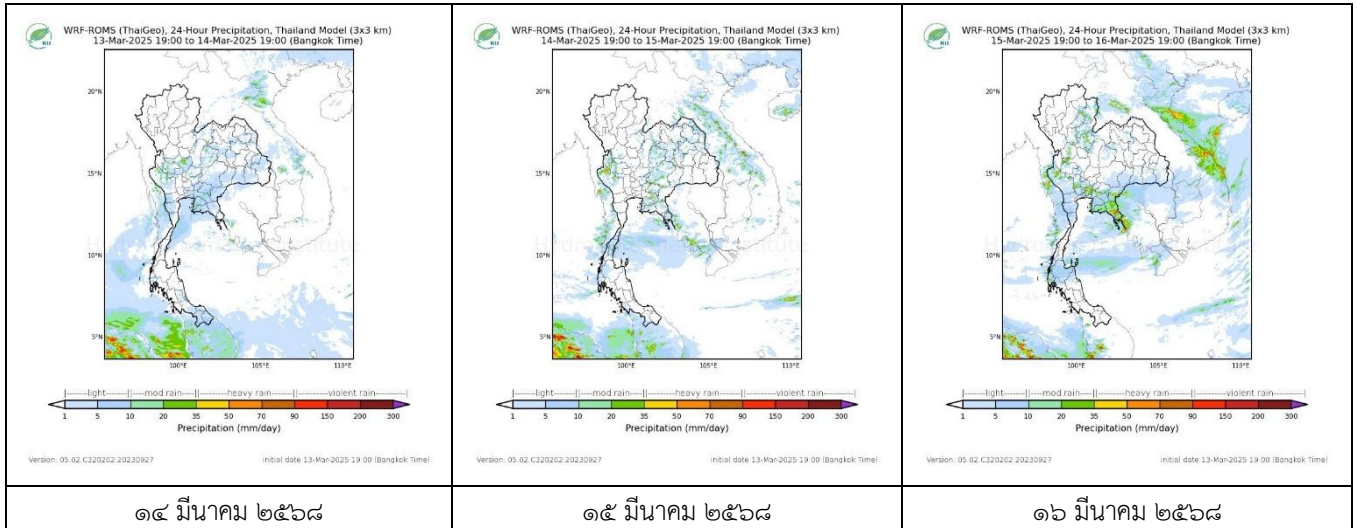 WRF-ROMS (ThaiGeo), 24-Hour Precipitation, Thailand Model (3x3 km)
13-Mar-2025 19:00 to 14-Mar-2025 19:00 (Bangkok Time)
20°N
15°N
10°N
5°N
100°E 105°E 110°E
light mod rain heavy rain violent rain
1 5 10 20 35 50 70 90 150 200 300
Precipitation (mm/day)
Version: 05.02.C320202.20230927 initial date 13-Mar-2025 19:00 (Bangkok Time)
๑๔ มีนาคม ๒๕๖๘
WRF-ROMS (ThaiGeo), 24-Hour Precipitation, Thailand Model (3x3 km)
14-Mar-2025 19:00 to 15-Mar-2025 19:00 (Bangkok Time)
20°N
15°N
10°N
5°N
100°E 105°E 110°E
light mod rain heavy rain violent rain
1 5 10 20 35 50 70 90 150 200 300
Precipitation (mm/day)
Version: 05.02.C320202.20230927 initial date 13-Mar-2025 19:00 (Bangkok Time)
๑๕ มีนาคม ๒๕๖๘
WRF-ROMS (ThaiGeo), 24-Hour Precipitation, Thailand Model (3x3 km)
15-Mar-2025 19:00 to 16-Mar-2025 19:00 (Bangkok Time)
20°N
15°N
10°N
5°N
100°E 105°E 110°E
light mod rain heavy rain violent rain
1 5 10 20 35 50 70 90 150 200 300
Precipitation (mm/day)
Version: 05.02.C320202.20230927 initial date 13-Mar-2025 19:00 (Bangkok Time)
๑๖ มีนาคม ๒๕๖๘